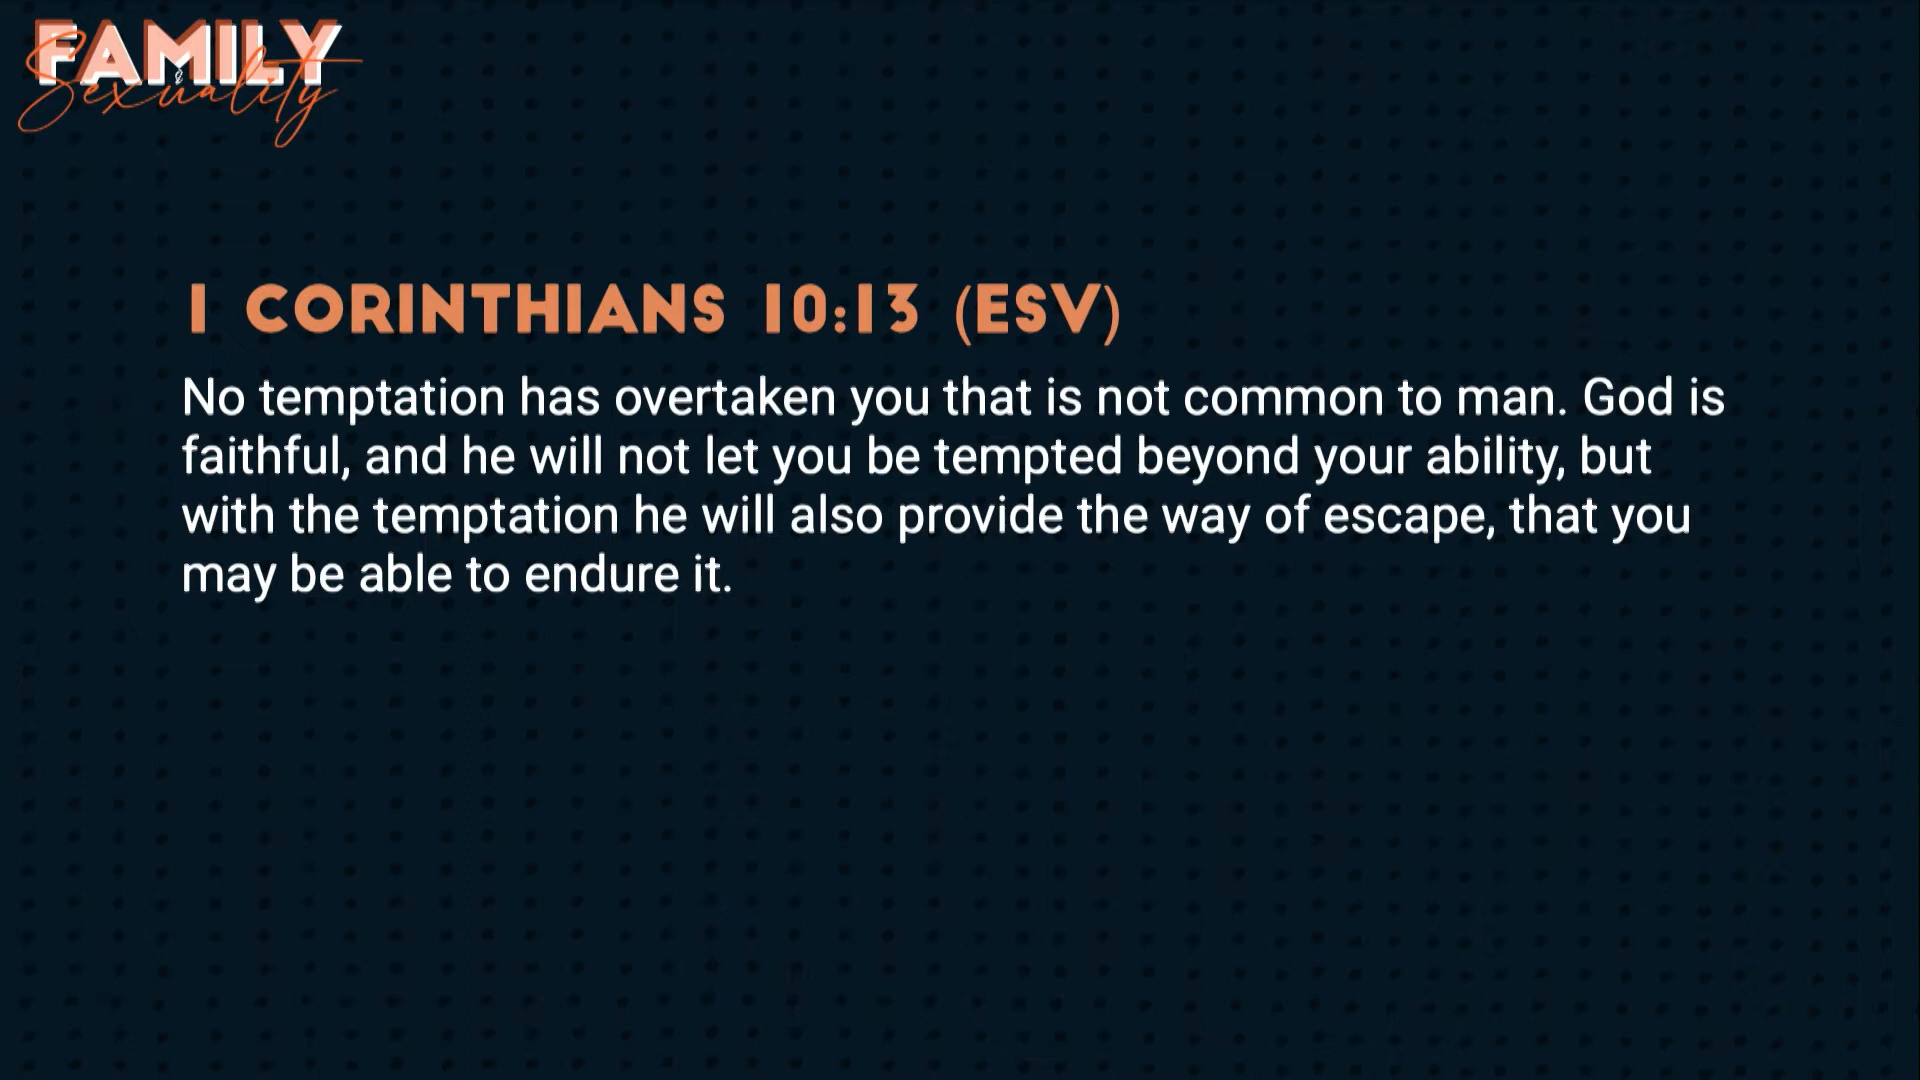 FAMILY
&
Sexuality
1 CORINTHIANS 10:13 (ESV)
No temptation has overtaken you that is not common to man. God is
faithful, and he will not let you be tempted beyond your ability, but
with the temptation he will also provide the way of escape, that you
may be able to endure it.